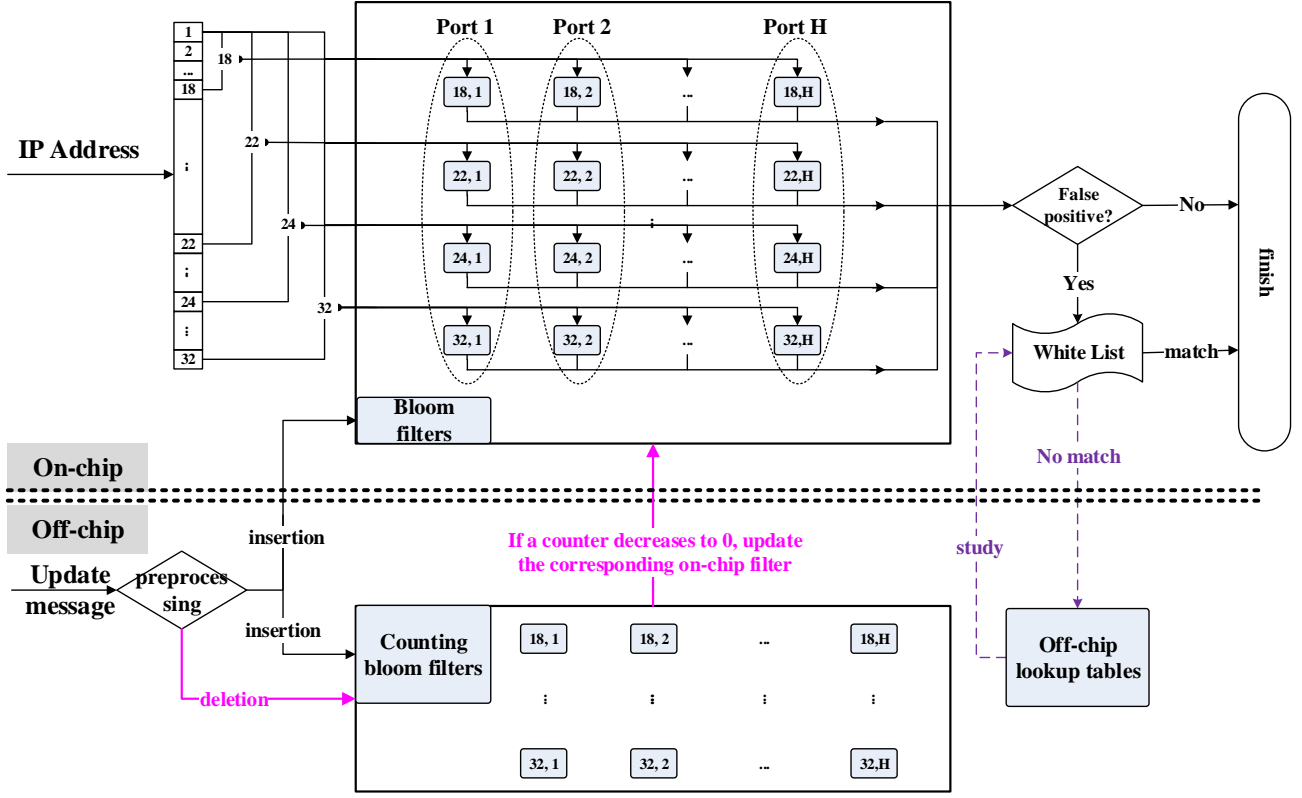 Port 1 Port 2 Port H
1
2
...
18
18
18, 1 18, 2 ... 18,H
IP Address
22
22, 1 22, 2 ... 22,H
False
positive?
No
24
22
24, 1 24, 2 ... 24,H
finish
Yes
24
32
32
32, 1 32, 2 ... 32,H
White List
match
Bloom
filters
On-chip
No match
Off-chip
insertion
If a counter decreases to 0, update
the corresponding on-chip filter
study
Update
message
preproces
sing
insertion
Counting
bloom filters
18, 1 18, 2 ... 18,H
Off-chip
lookup tables
deletion
... ... ... ...
32, 1 32, 2 ... 32,H